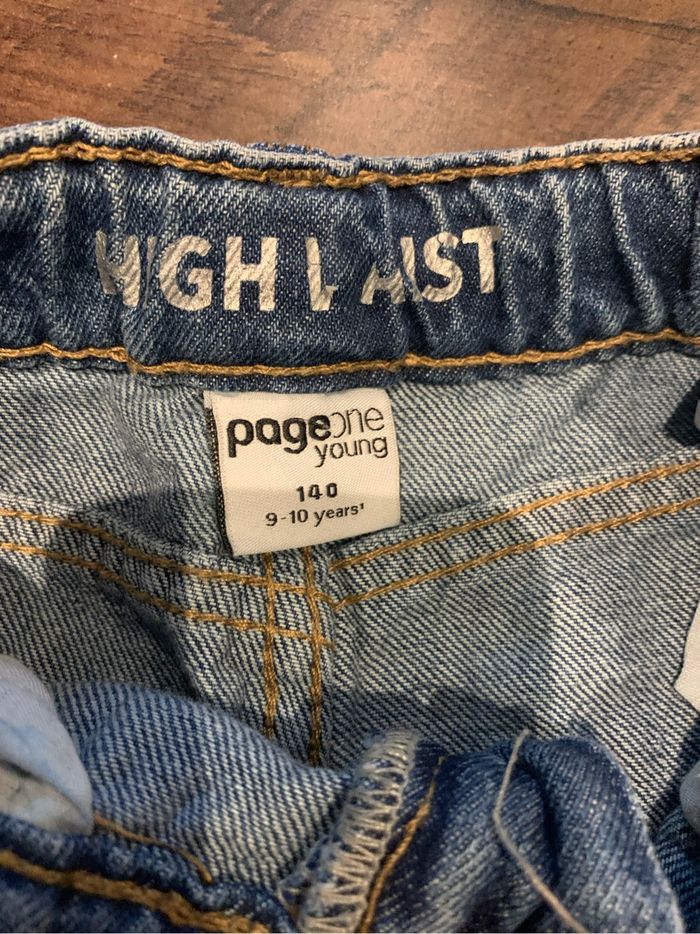 HIGH WAIST
pageone
young
140
9-10 years'